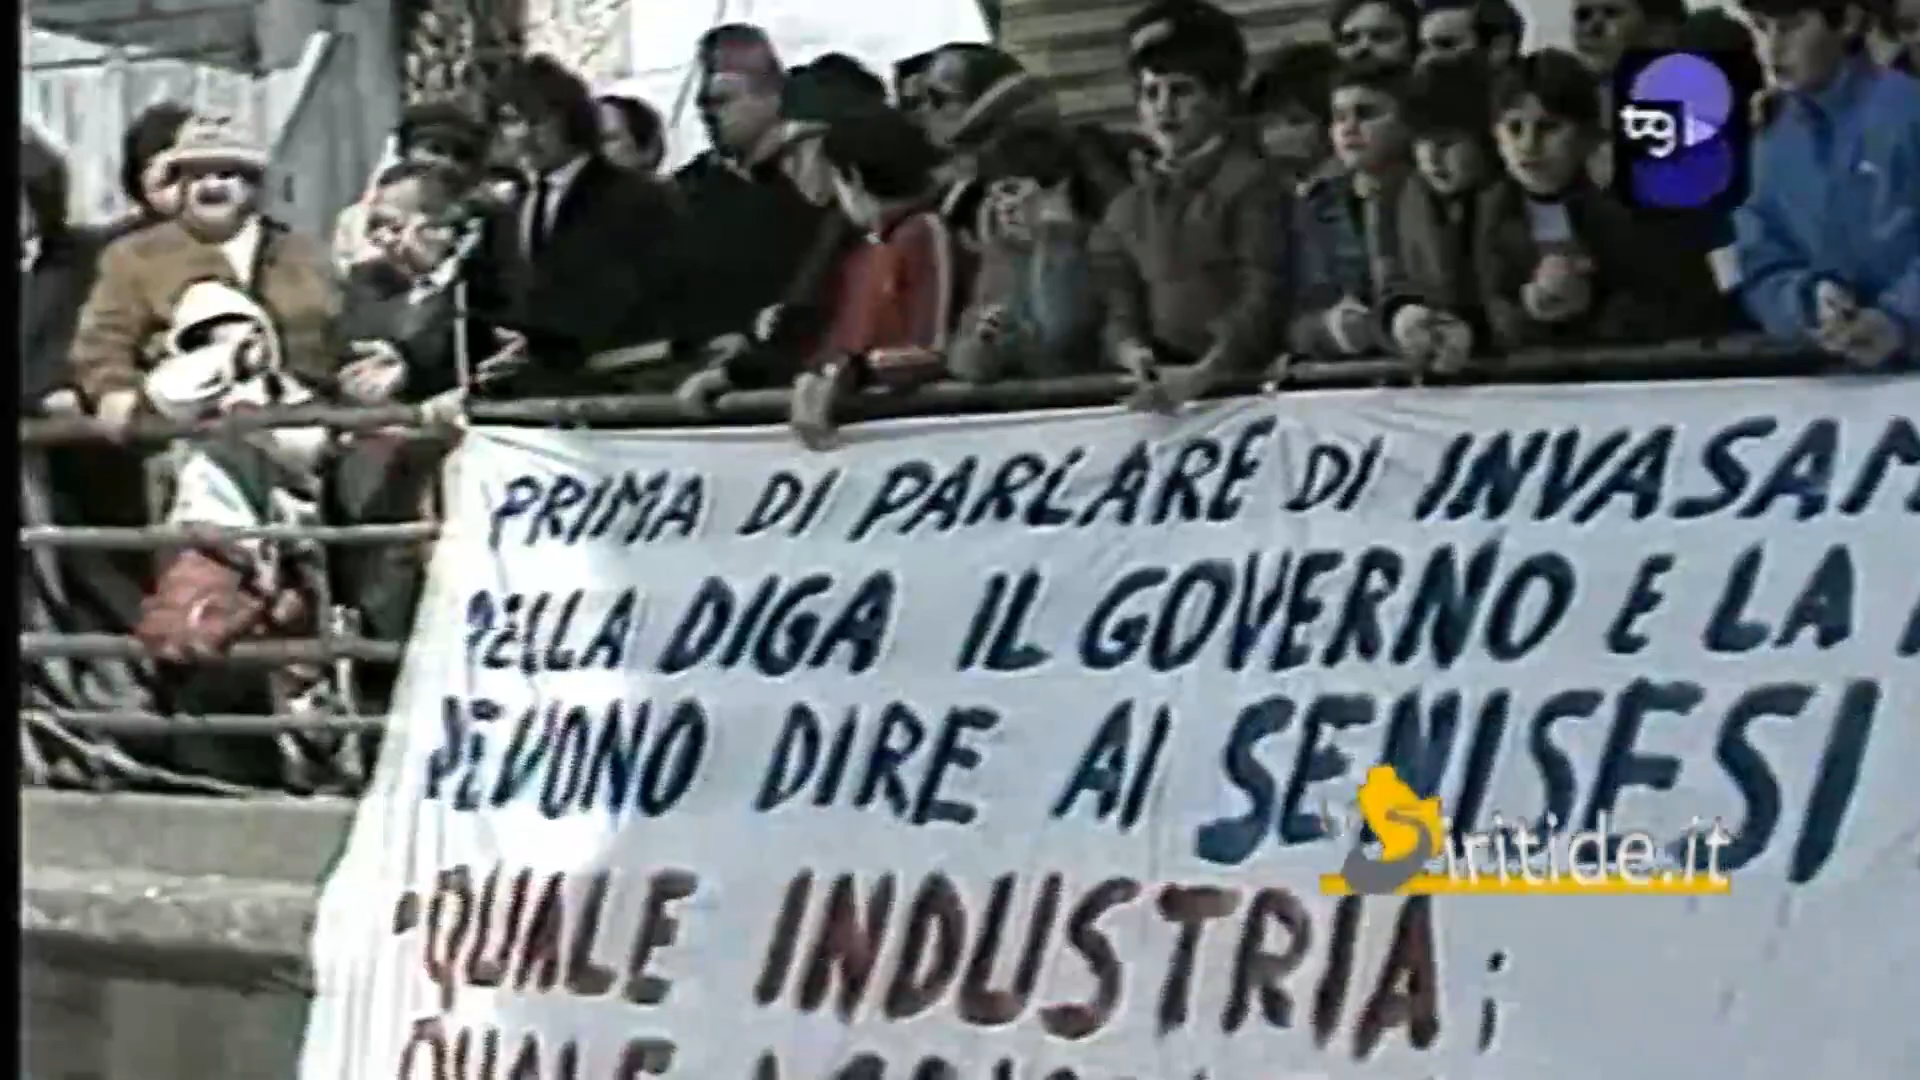 tg
PRIMA DI PARLARE DI INVASAM
DELLA DIGA IL GOVERNO E LA
DEVONO DIRE AI SENISESI
QUALE INDUSTRIA;
Siritide.it
QUALE